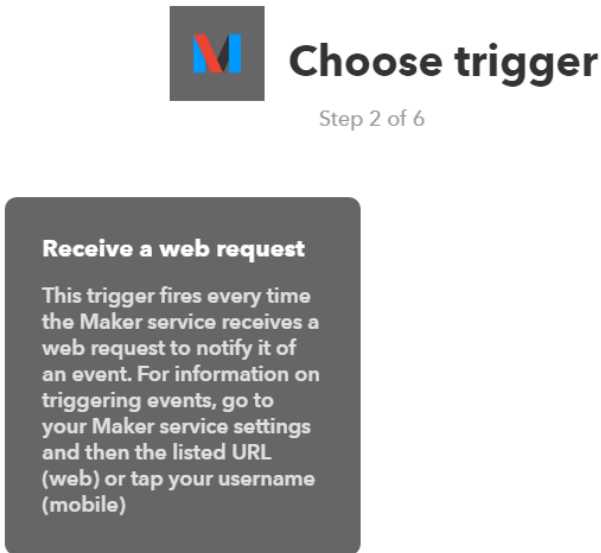 Choose trigger
Step 2 of 6
Receive a web request
This trigger fires every time
the Maker service receives a
web request to notify it of
an event. For information on
triggering events, go to
your Maker service settings
and then the listed URL
(web) or tap your username
(mobile)